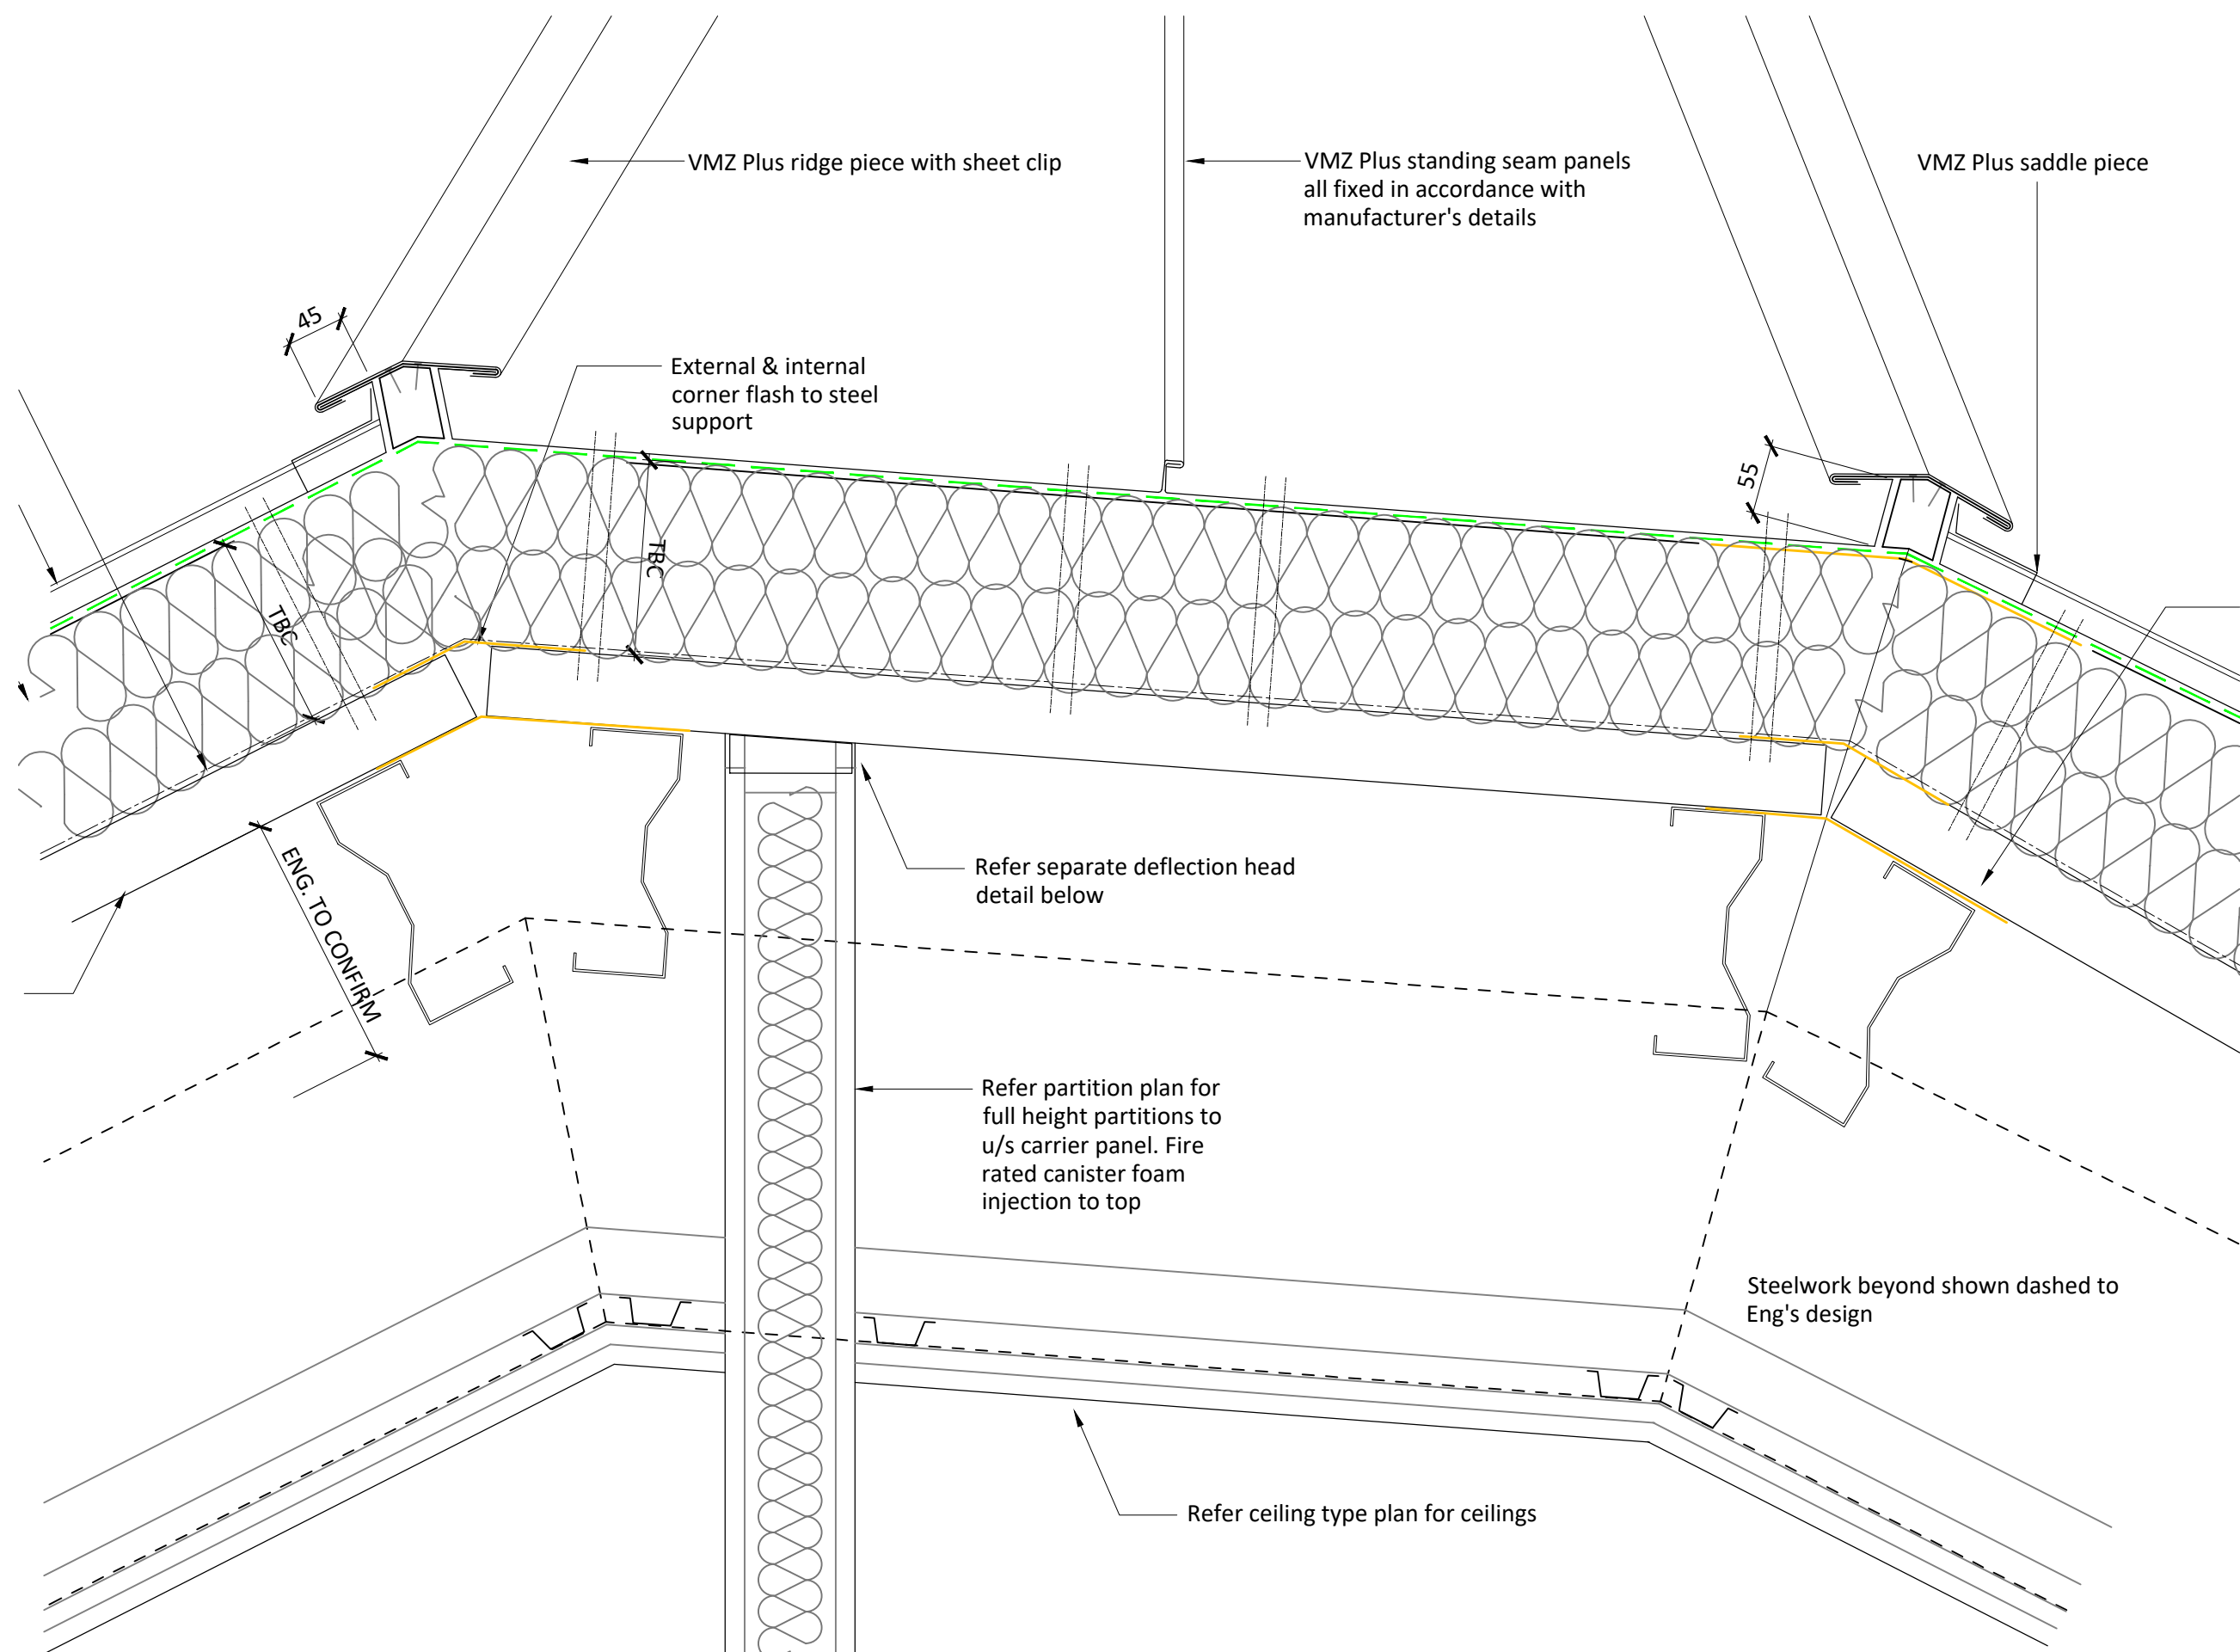 VMZ Plus ridge piece with sheet clip
VMZ Plus standing seam panels
all fixed in accordance with
manufacturer's details
VMZ Plus saddle piece
45
External & internal
corner flash to steel
support
55
TBC
TBC
Refer separate deflection head
detail below
ENG. TO CONFIRM
Refer partition plan for
full height partitions to
u/s carrier panel. Fire
rated canister foam
injection to top
Steelwork beyond shown dashed to
Eng's design
Refer ceiling type plan for ceilings